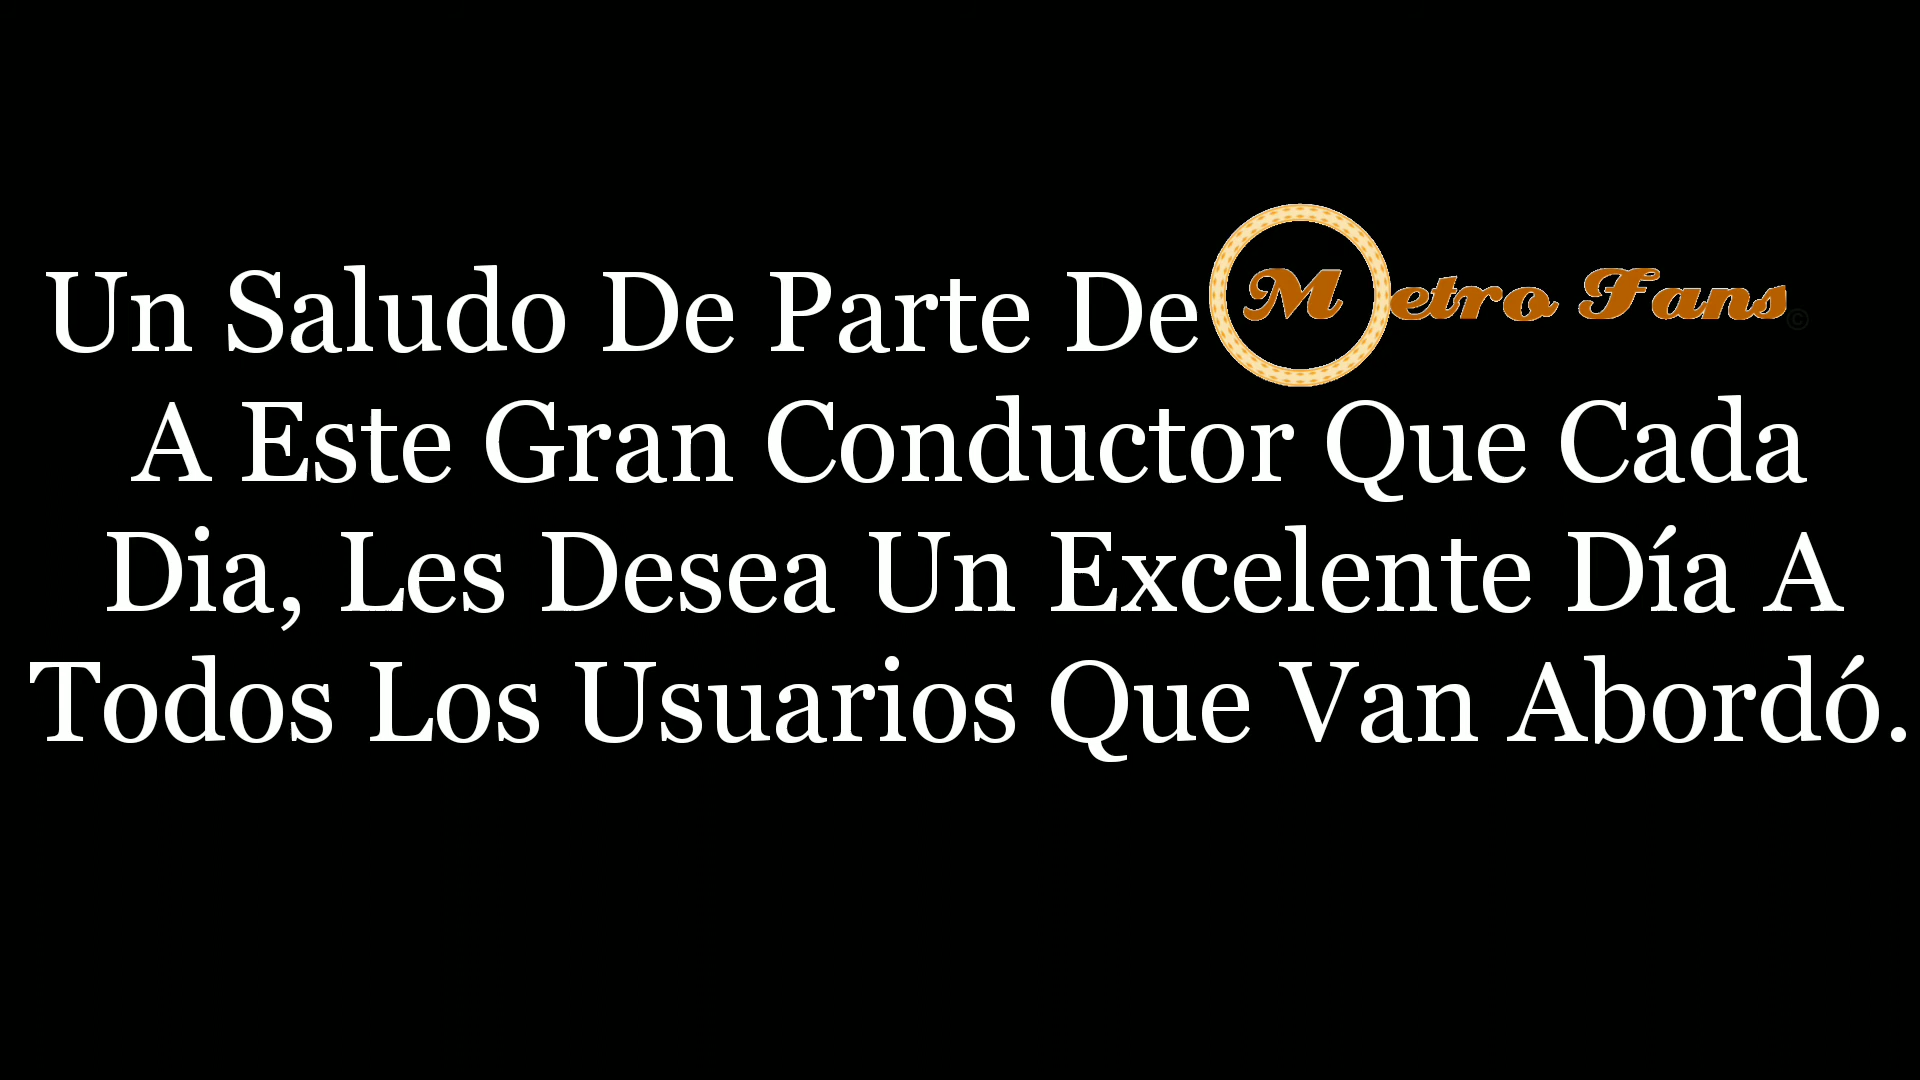 Un Saludo De Parte De Metro Fans©
A Este Gran Conductor Que Cada
Dia, Les Desea Un Excelente Día A
Todos Los Usuarios Que Van Abordó.